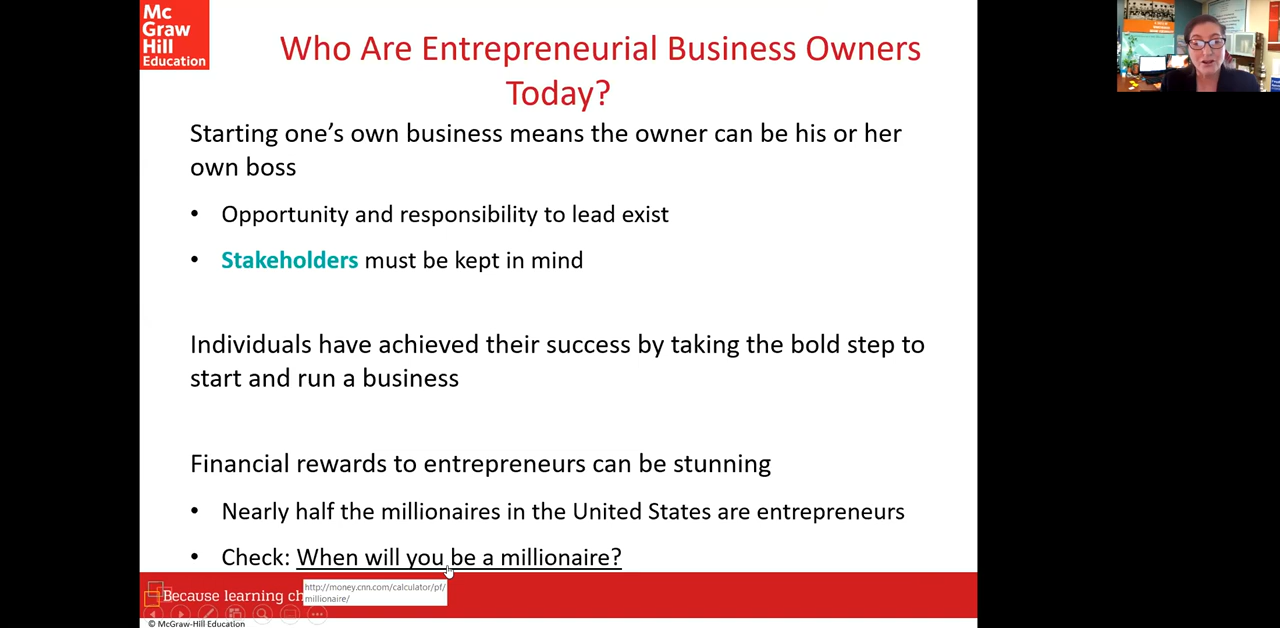 Mc
Graw
Hill
Education
Who Are Entrepreneurial Business Owners
Today?
Starting one’s own business means the owner can be his or her
own boss
• Opportunity and responsibility to lead exist
• Stakeholders must be kept in mind
Individuals have achieved their success by taking the bold step to
start and run a business
Financial rewards to entrepreneurs can be stunning
• Nearly half the millionaires in the United States are entrepreneurs
• Check: When will you be a millionaire?
Because learning ch
http://money.cnn.com/calculator/pf/
millionaire/
© McGraw-Hill Education